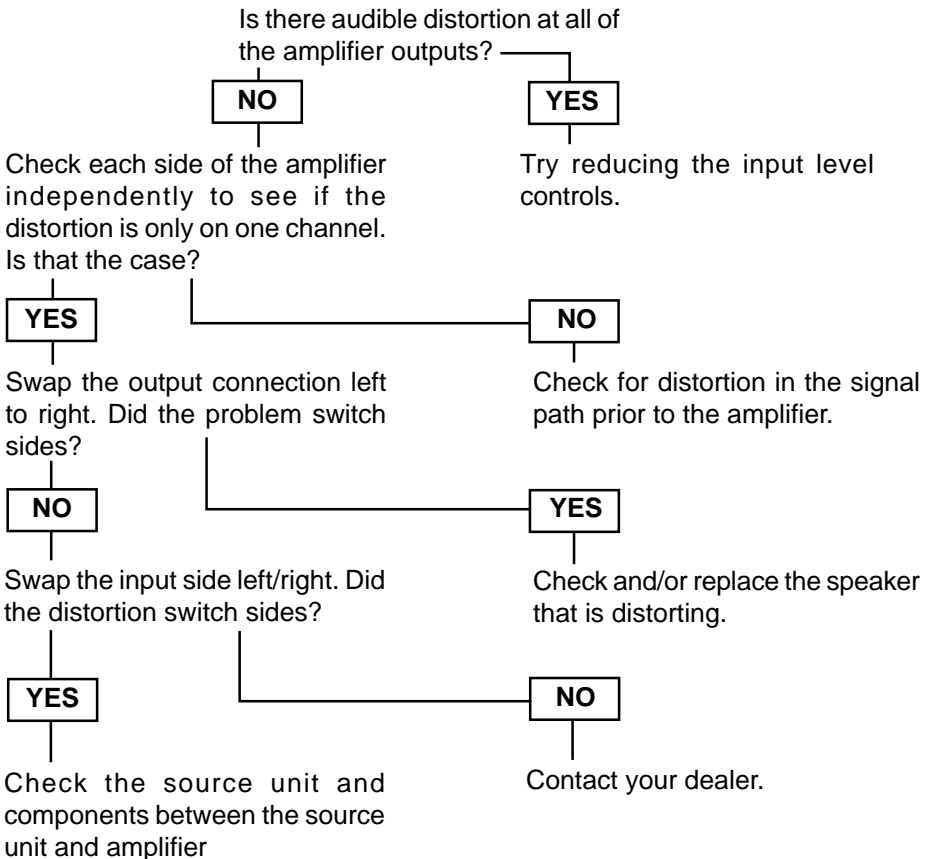 Is there audible distortion at all of
the amplifier outputs?
NO
YES
Check each side of the amplifier
independently to see if the
distortion is only on one channel.
Is that the case?
Try reducing the input level
controls.
YES
NO
Swap the output connection left
to right. Did the problem switch
sides?
Check for distortion in the signal
path prior to the amplifier.
NO
YES
Swap the input side left/right. Did
the distortion switch sides?
Check and/or replace the speaker
that is distorting.
YES
NO
Check the source unit and
components between the source
unit and amplifier
Contact your dealer.